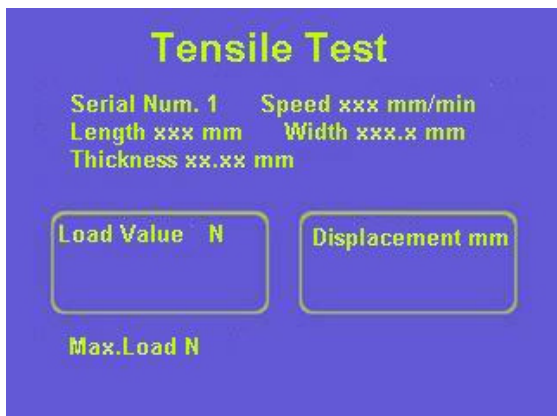 Tensile Test
Serial Num. 1 Speed xxx mm/min
Length xxx mm Width xxx.x mm
Thickness xx.xx mm
Load Value N
Displacement mm
Max.Load N